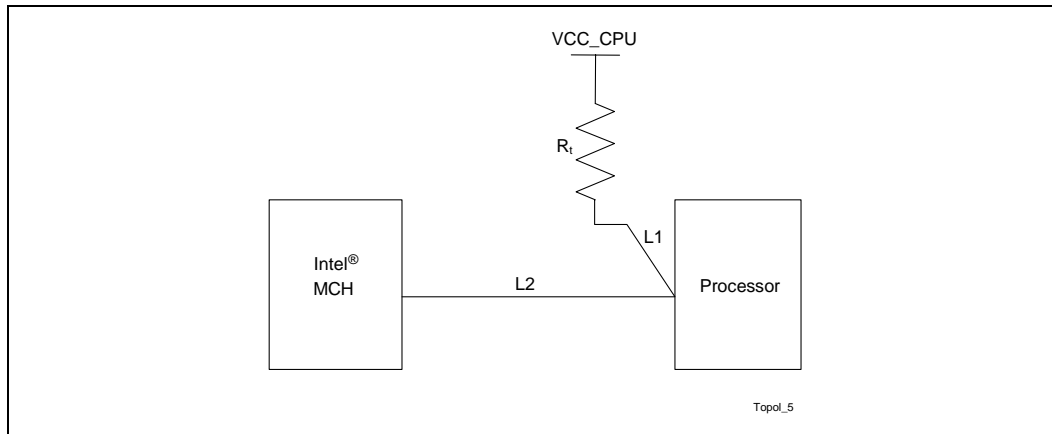 VCC_CPU
Rt
L1
Intel®
MCH
L2
Processor
Topol_5